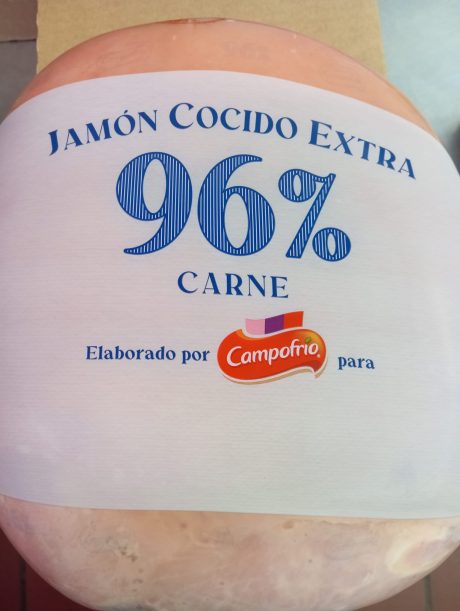 JAMÓN COCIDO EXTRA
96%
CARNE
Elaborado por Campofrío® para